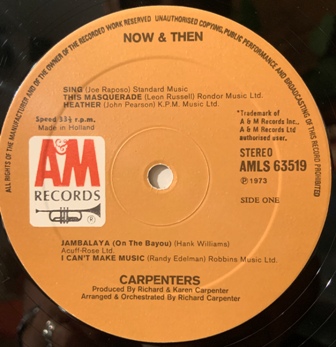 ALL RIGHTS OF THE MANUFACTURER AND OF THE OWNER OF THE RECORDED WORK RESERVED UNAUTHORISED COPYING, PUBLIC PERFORMANCE AND BROADCASTING OF THIS RECORD PROHIBITED
NOW & THEN
SING (Joe Raposo) Standard Music
THIS MASQUERADE (Leon Russell) Rondor Music Ltd.
HEATHER (John Pearson) K.P.M. Music Ltd.
Speed 33⅓ r.p.m.
Made in Holland
*Trademark of
A & M Records Inc.,
A & M Records Ltd
authorized user.
A&M
RECORDS
®
STEREO
AMLS 63519
℗ 1973
SIDE ONE
JAMBALAYA (On The Bayou) (Hank Williams)
Acuff-Rose Ltd.
I CAN'T MAKE MUSIC (Randy Edelman) Robbins Music Ltd.
CARPENTERS
Produced By Richard & Karen Carpenter
Arranged & Orchestrated By Richard Carpenter